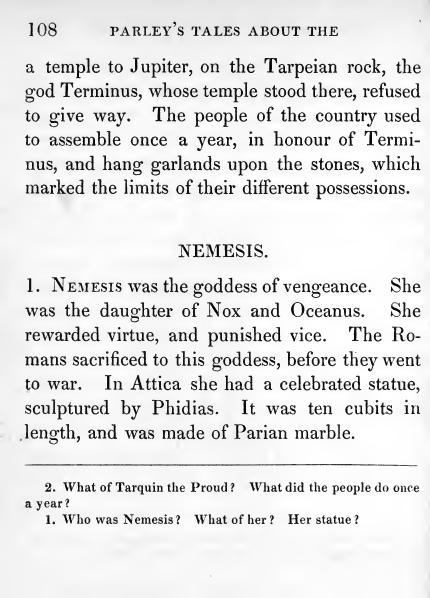 108 PARLEY'S TALES ABOUT THE
a temple to Jupiter, on the Tarpeian rock, the
god Terminus, whose temple stood there, refused
to give way. The people of the country used
to assemble once a year, in honour of Termi-
nus, and hang garlands upon the stones, which
marked the limits of their different possessions.
NEMESIS.
1. NEMESIS was the goddess of vengeance. She
was the daughter of Nox and Oceanus. She
rewarded virtue, and punished vice. The Ro-
mans sacrificed to this goddess, before they went
to war. In Attica she had a celebrated statue,
sculptured by Phidias. It was ten cubits in
length, and was made of Parian marble.
2. What of Tarquin the Proud? What did the people do once
a year?
1. Who was Nemesis? What of her? Her statue?